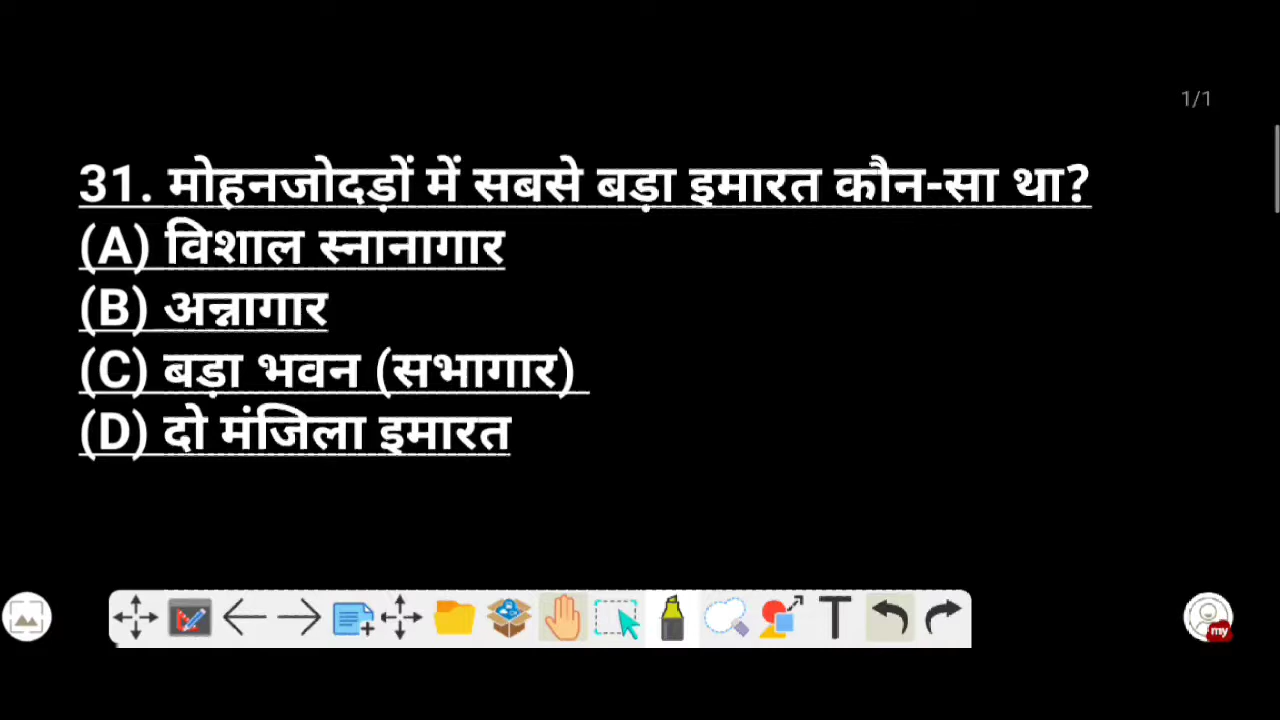 1/1
31. मोहनजोदड़ों में सबसे बड़ा इमारत कौन-सा था?
(A) विशाल स्नानागार
(B) अन्नागार
(C) बड़ा भवन (सभागार)
(D) दो मंजिला इमारत
T
my